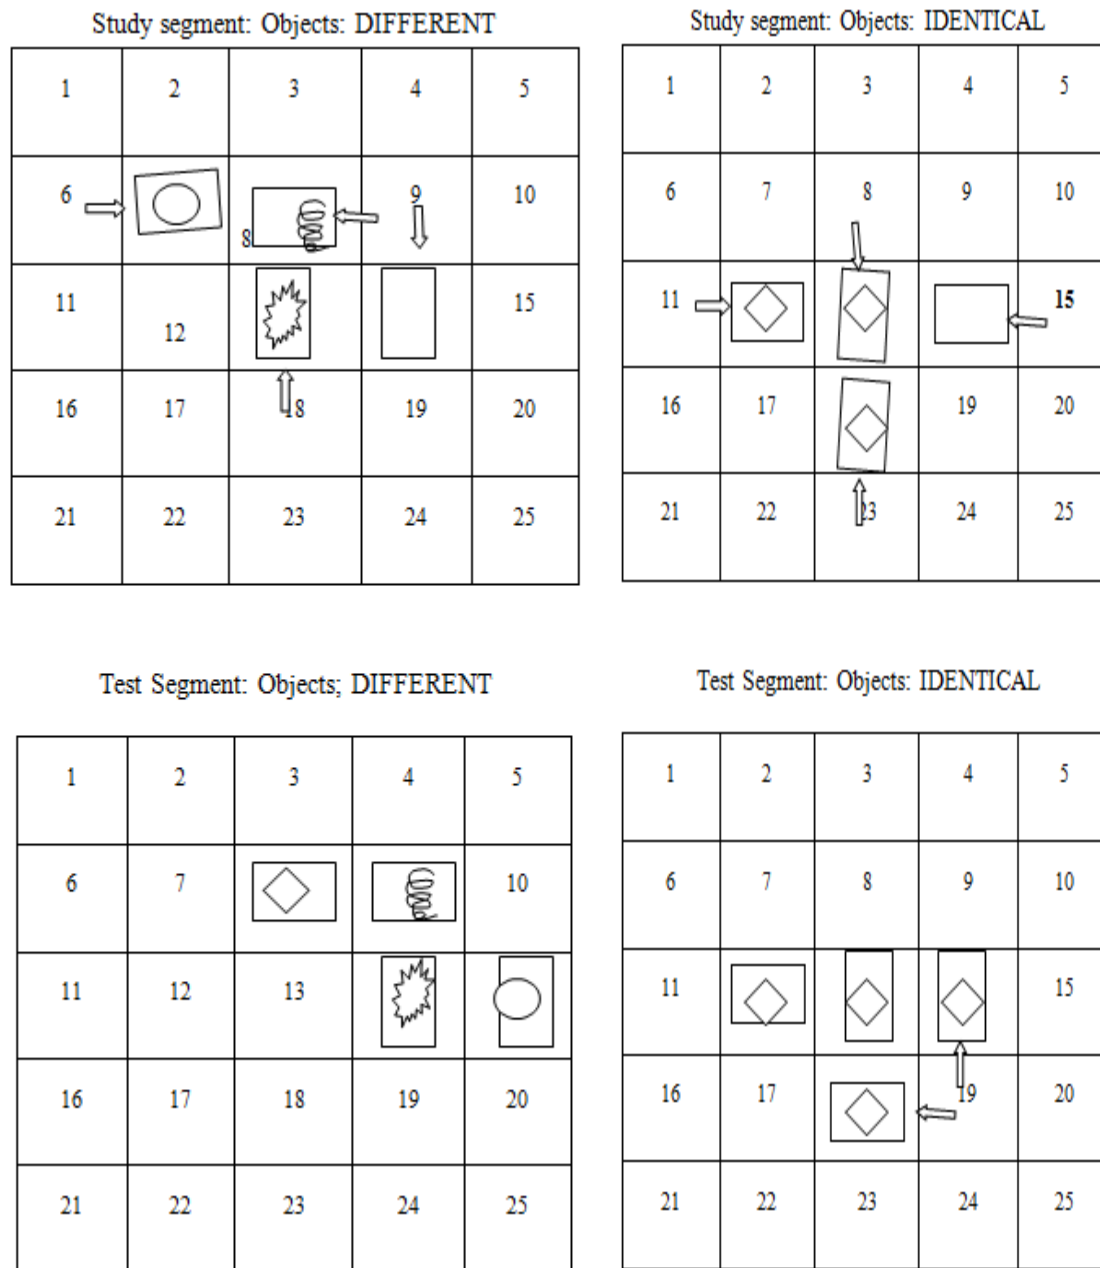 Study segment: Objects: DIFFERENT
1 2 3 4 5
6 9 10
8
11 12 15
16 17 18 19 20
21 22 23 24 25
Study segment: Objects: IDENTICAL
1 2 3 4 5
6 7 8 9 10
11 15
16 17 19 20
21 22 23 24 25
Test Segment: Objects; DIFFERENT
1 2 3 4 5
6 7 10
11 12 13
16 17 18 19 20
21 22 23 24 25
Test Segment: Objects: IDENTICAL
1 2 3 4 5
6 7 8 9 10
11 15
16 17 19 20
21 22 23 24 25